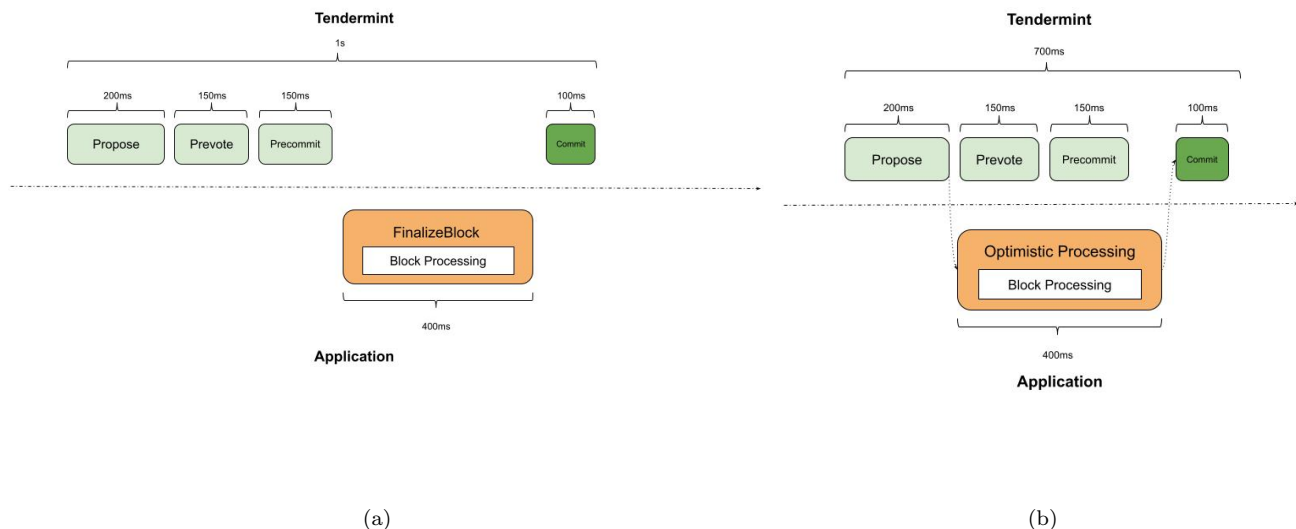 Tendermint
1s
200ms
150ms
150ms
100ms
Propose
Prevote
Precommit
Commit
FinalizeBlock
Block Processing
400ms
Application
(a)
Tendermint
700ms
200ms
150ms
150ms
100ms
Propose
Prevote
Precommit
Commit
Optimistic Processing
Block Processing
400ms
Application
(b)